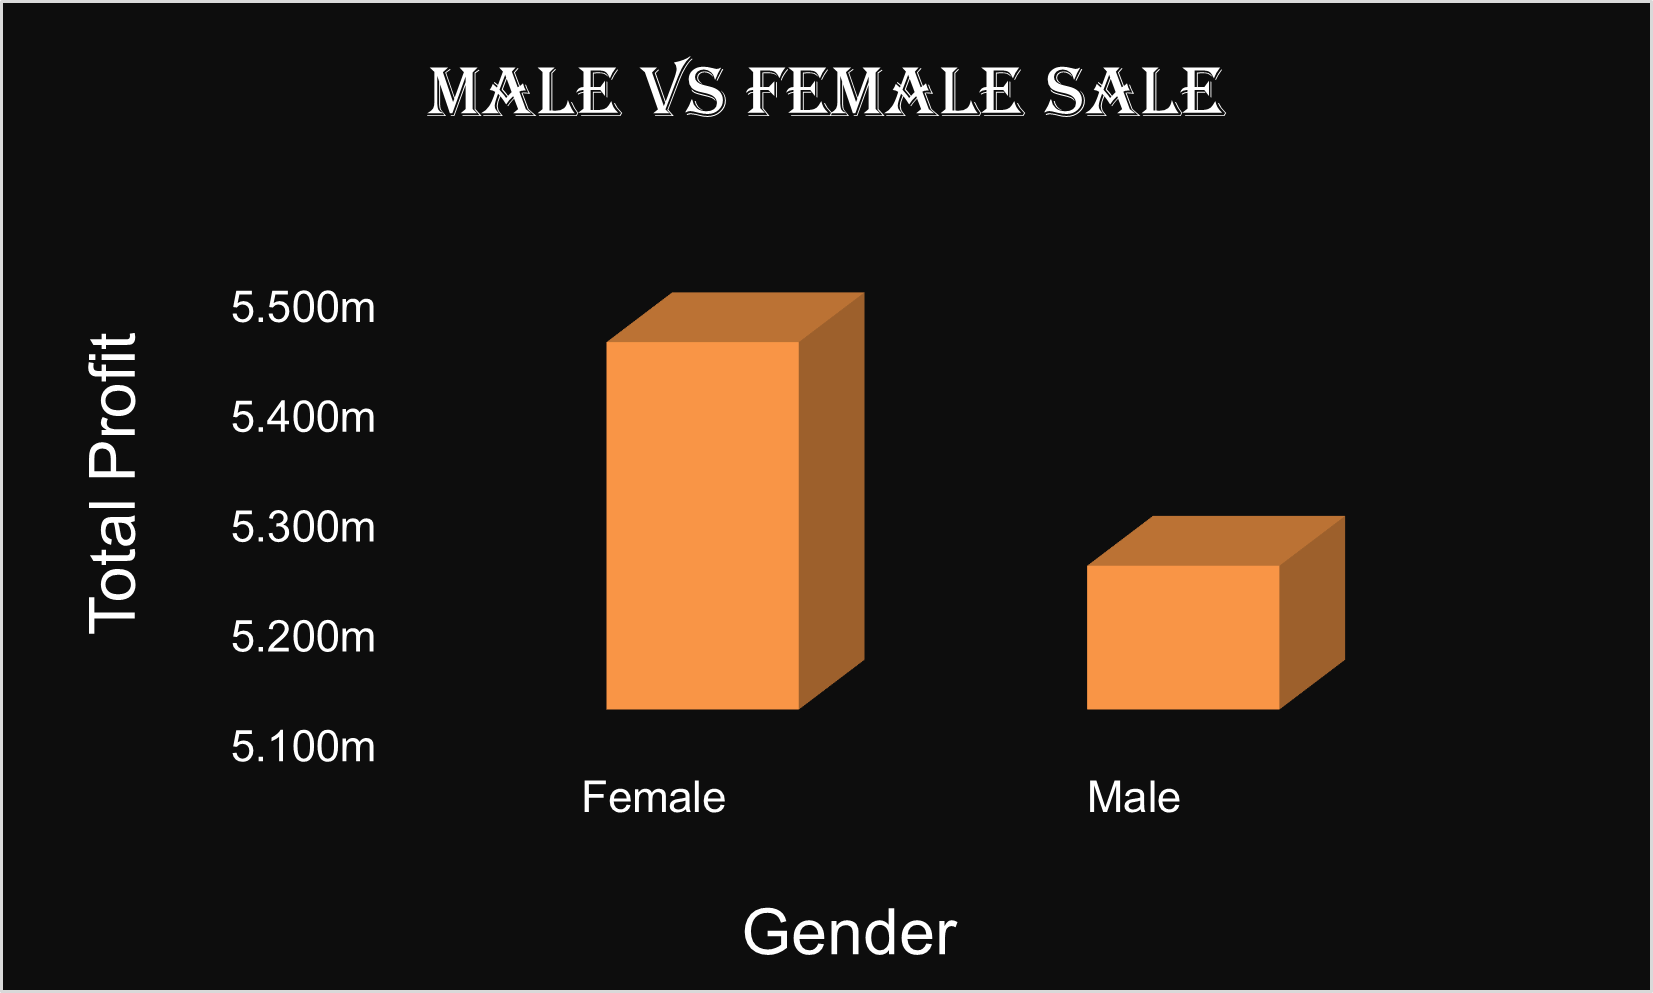 MALE VS FEMALE SALE
5.500m
5.400m
5.300m
5.200m
5.100m
Total Profit
Female Male
Gender